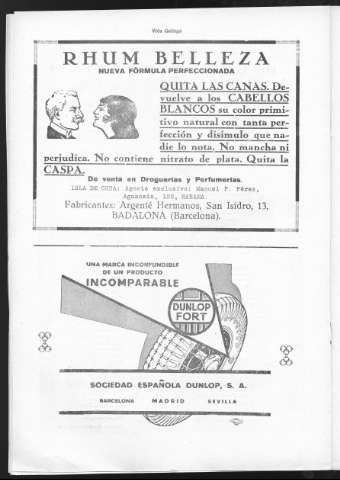 Vida Gallega
RHUM BELLEZA
NUEVA FÓRMULA PERFECCIONADA
QUITA LAS CANAS. De-
vuelve a los CABELLOS
BLANCOS su color primi-
tivo natural con tanta per-
fección y disimulo que na-
die lo nota. No mancha ni
perjudica. No contiene nitrato de plata. Quita la
CASPA.
De venta en Droguerías y Perfumerías.
ISLA DE CUBA: Agente exclusivo: Manuel P. Pérez,
HABANA.
Fabricantes: Argenté Hermanos, San Isidro, 13,
BADALONA (Barcelona).
UNA MARCA INCONFUNDIBLE
DE UN PRODUCTO
INCOMPARABLE
DUNLOP
FORT
SOCIEDAD ESPAÑOLA DUNLOP, S. A.
BARCELONA MADRID SEVILLA